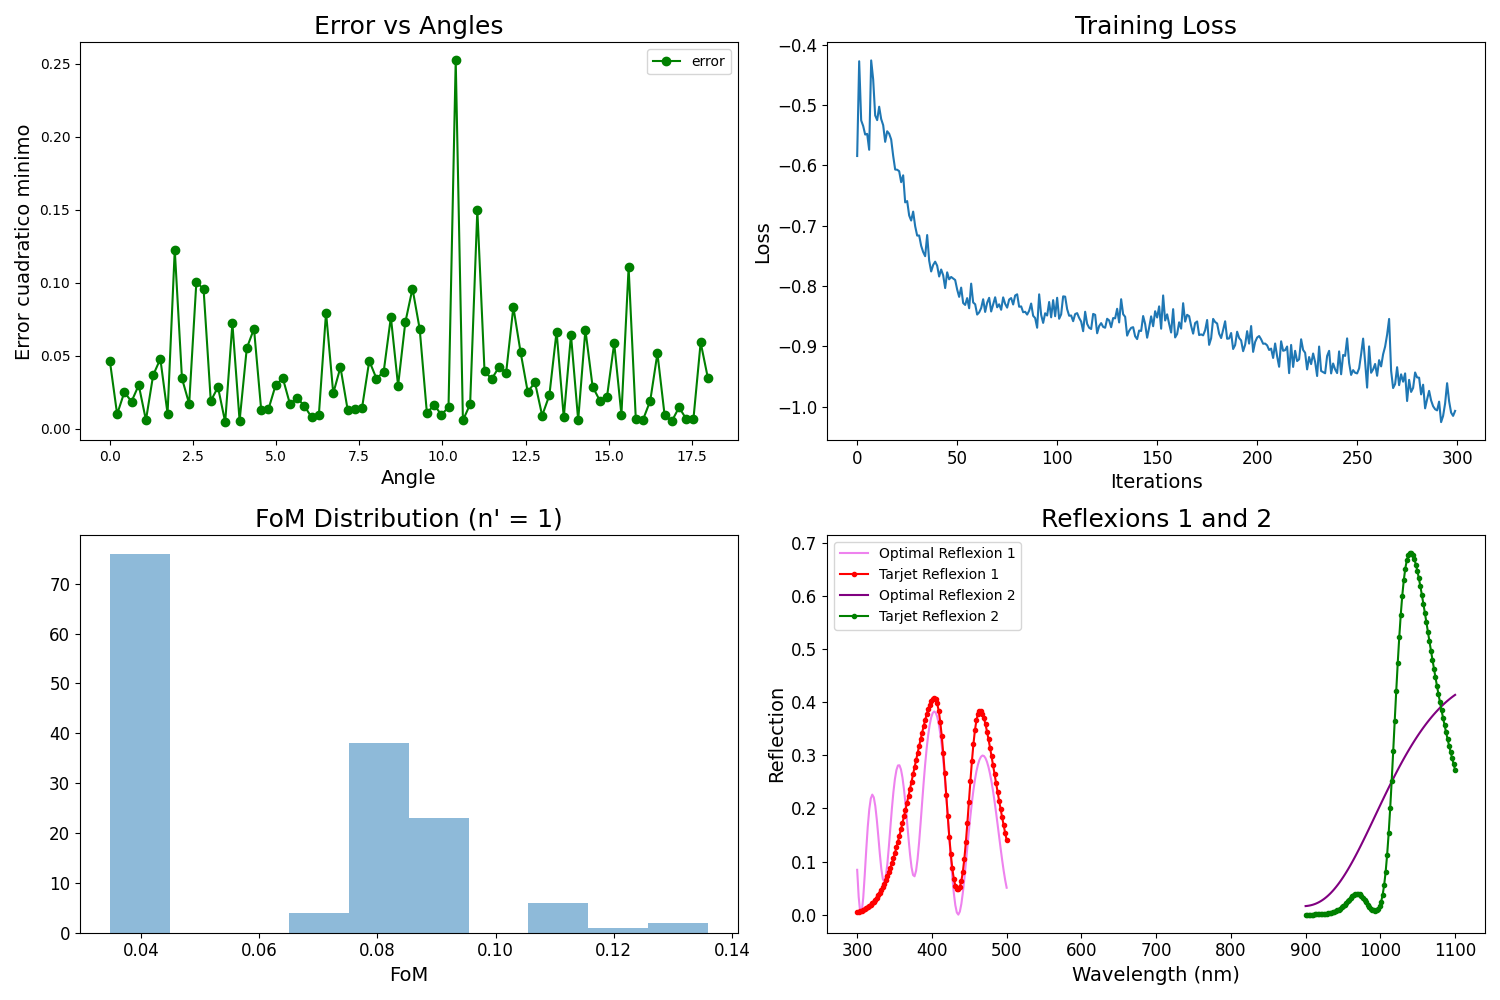 Error vs Angles
error
0.25
0.20
0.15
0.10
0.05
0.00
Error cuadratico minimo
0.0 2.5 5.0 7.5 10.0 12.5 15.0 17.5
Angle
Training Loss
−0.4
−0.5
−0.6
−0.7
−0.8
−0.9
−1.0
Loss
0 50 100 150 200 250 300
Iterations
FoM Distribution (n' = 1)
70
60
50
40
30
20
10
0
0.04 0.06 0.08 0.10 0.12 0.14
FoM
Reflexions 1 and 2
Optimal Reflexion 1
Tarjet Reflexion 1
Optimal Reflexion 2
Tarjet Reflexion 2
0.7
0.6
0.5
0.4
0.3
0.2
0.1
0.0
Reflection
300 400 500 600 700 800 900 1000 1100
Wavelength (nm)